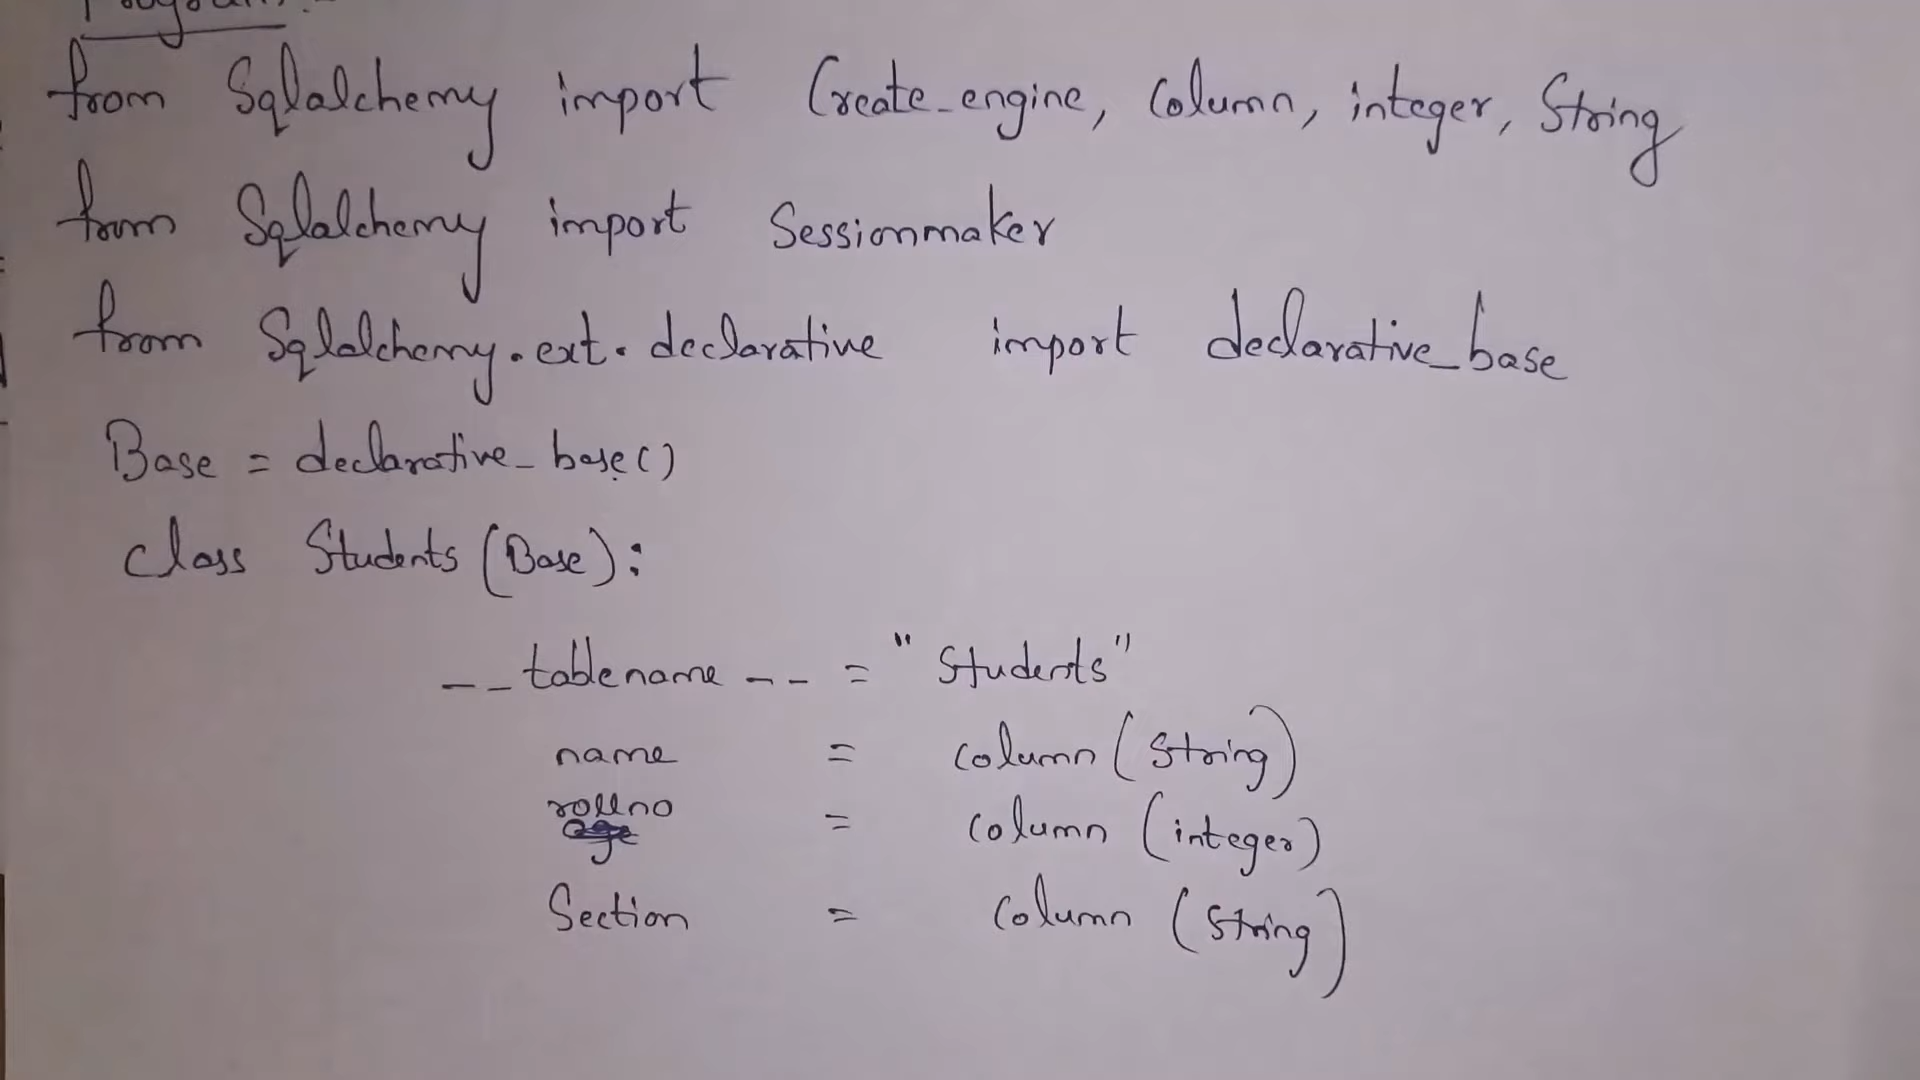 from Sqlalchemy import Create_engine, Column, integer, String
from Sqlalchemy import Sessionmaker
from Sqlalchemy.ext.declarative import declarative_base
Base = declarative_base()
class Students (Base):
__tablename__ = "Students"
name = column (String)
rollno = column (integer)
Section = column (String)